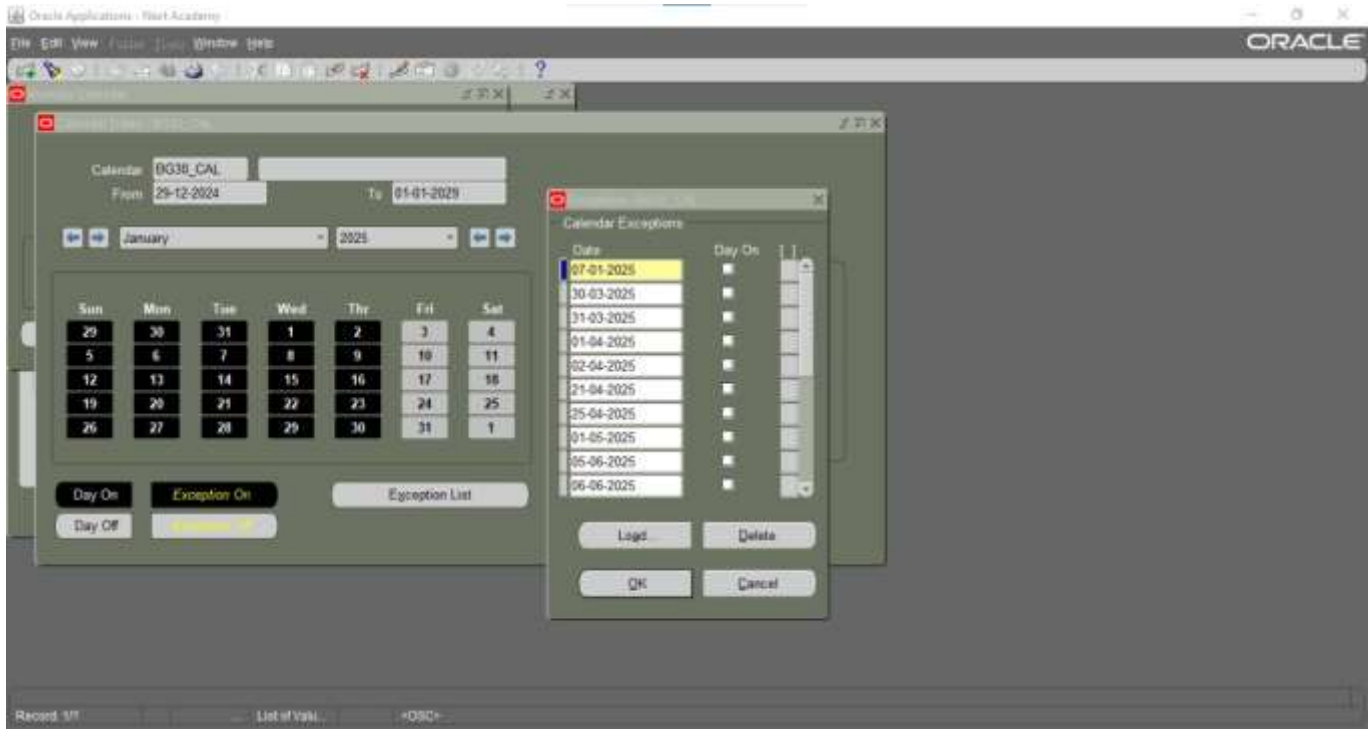 Oracle Applications - Next Academy
File Edit View Folder Tools Window Help
ORACLE
Calendar BG38_CAL
From 29-12-2024 To 01-01-2029
January 2025
Sun Mon Tue Wed Thr Fri Sat
29 30 31 1 2 3 4
5 6 7 8 9 10 11
12 13 14 15 16 17 18
19 20 21 22 23 24 25
26 27 28 29 30 31 1
Day On Exception On Exception List
Day Off
Calendar Exceptions
Date Day On [ ]
07-01-2025
30-03-2025
31-03-2025
01-04-2025
02-04-2025
21-04-2025
25-04-2025
01-05-2025
05-06-2025
06-06-2025
Load... Delete
OK Cancel
Record: 1/1 ... List of Valu... <OSC>